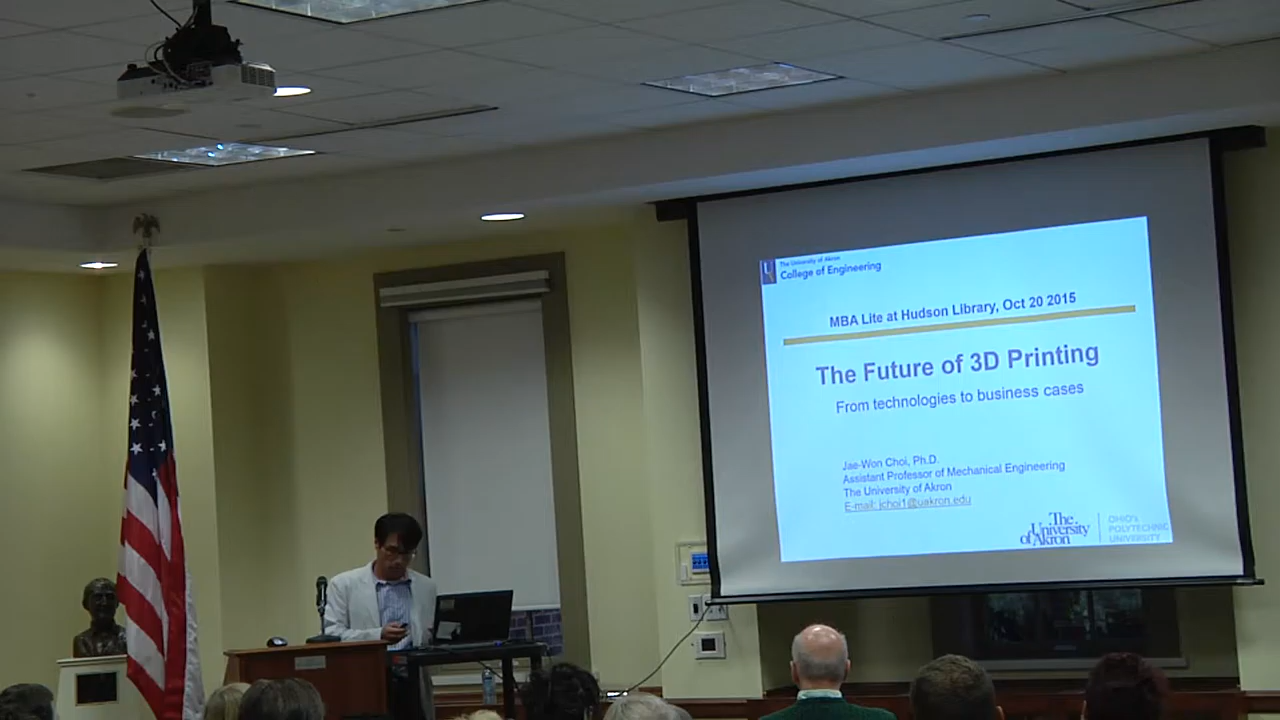 The University of Akron
College of Engineering
MBA Lite at Hudson Library, Oct 20 2015
The Future of 3D Printing
From technologies to business cases
Jae-Won Choi, Ph.D.
Assistant Professor of Mechanical Engineering
The University of Akron
E-mail: jchoi1@uakron.edu
The
University
of Akron
OHIO's
POLYTECHNIC
UNIVERSITY